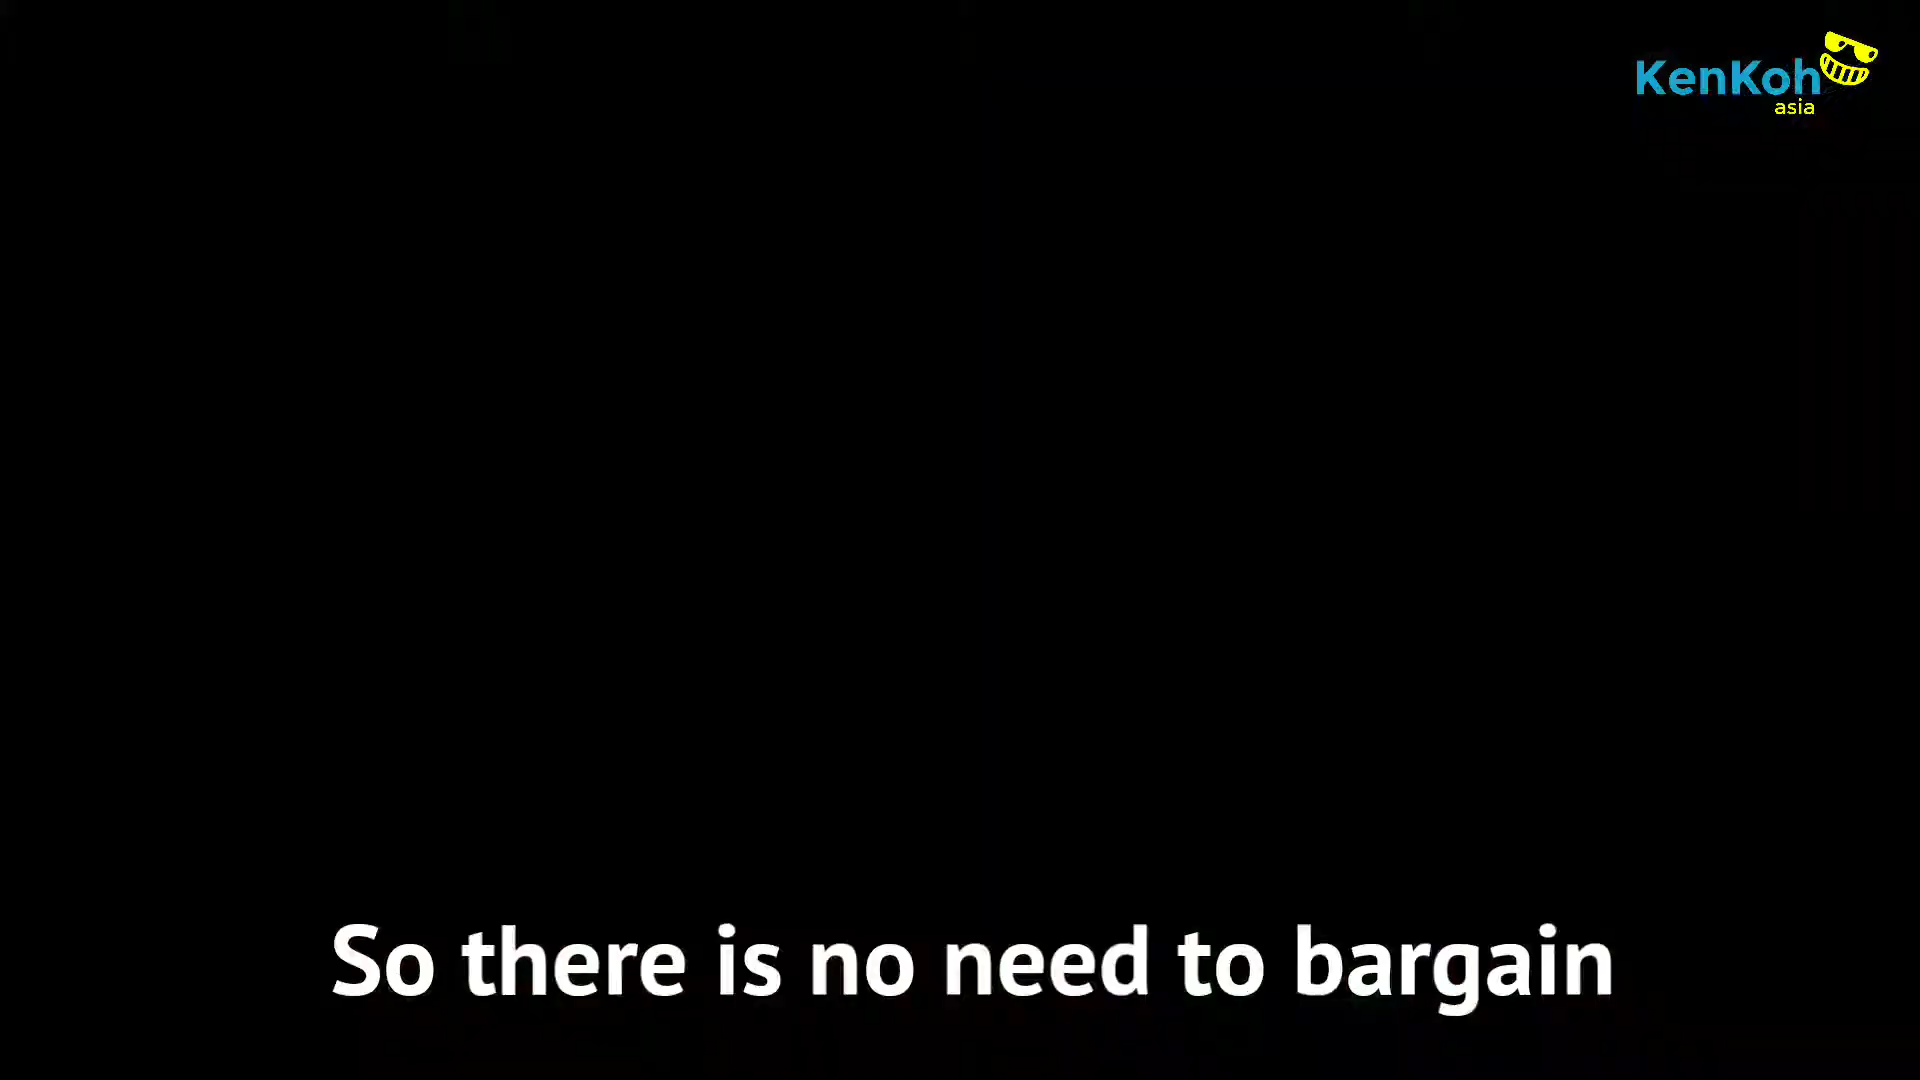 KenKoh
asia
So there is no need to bargain